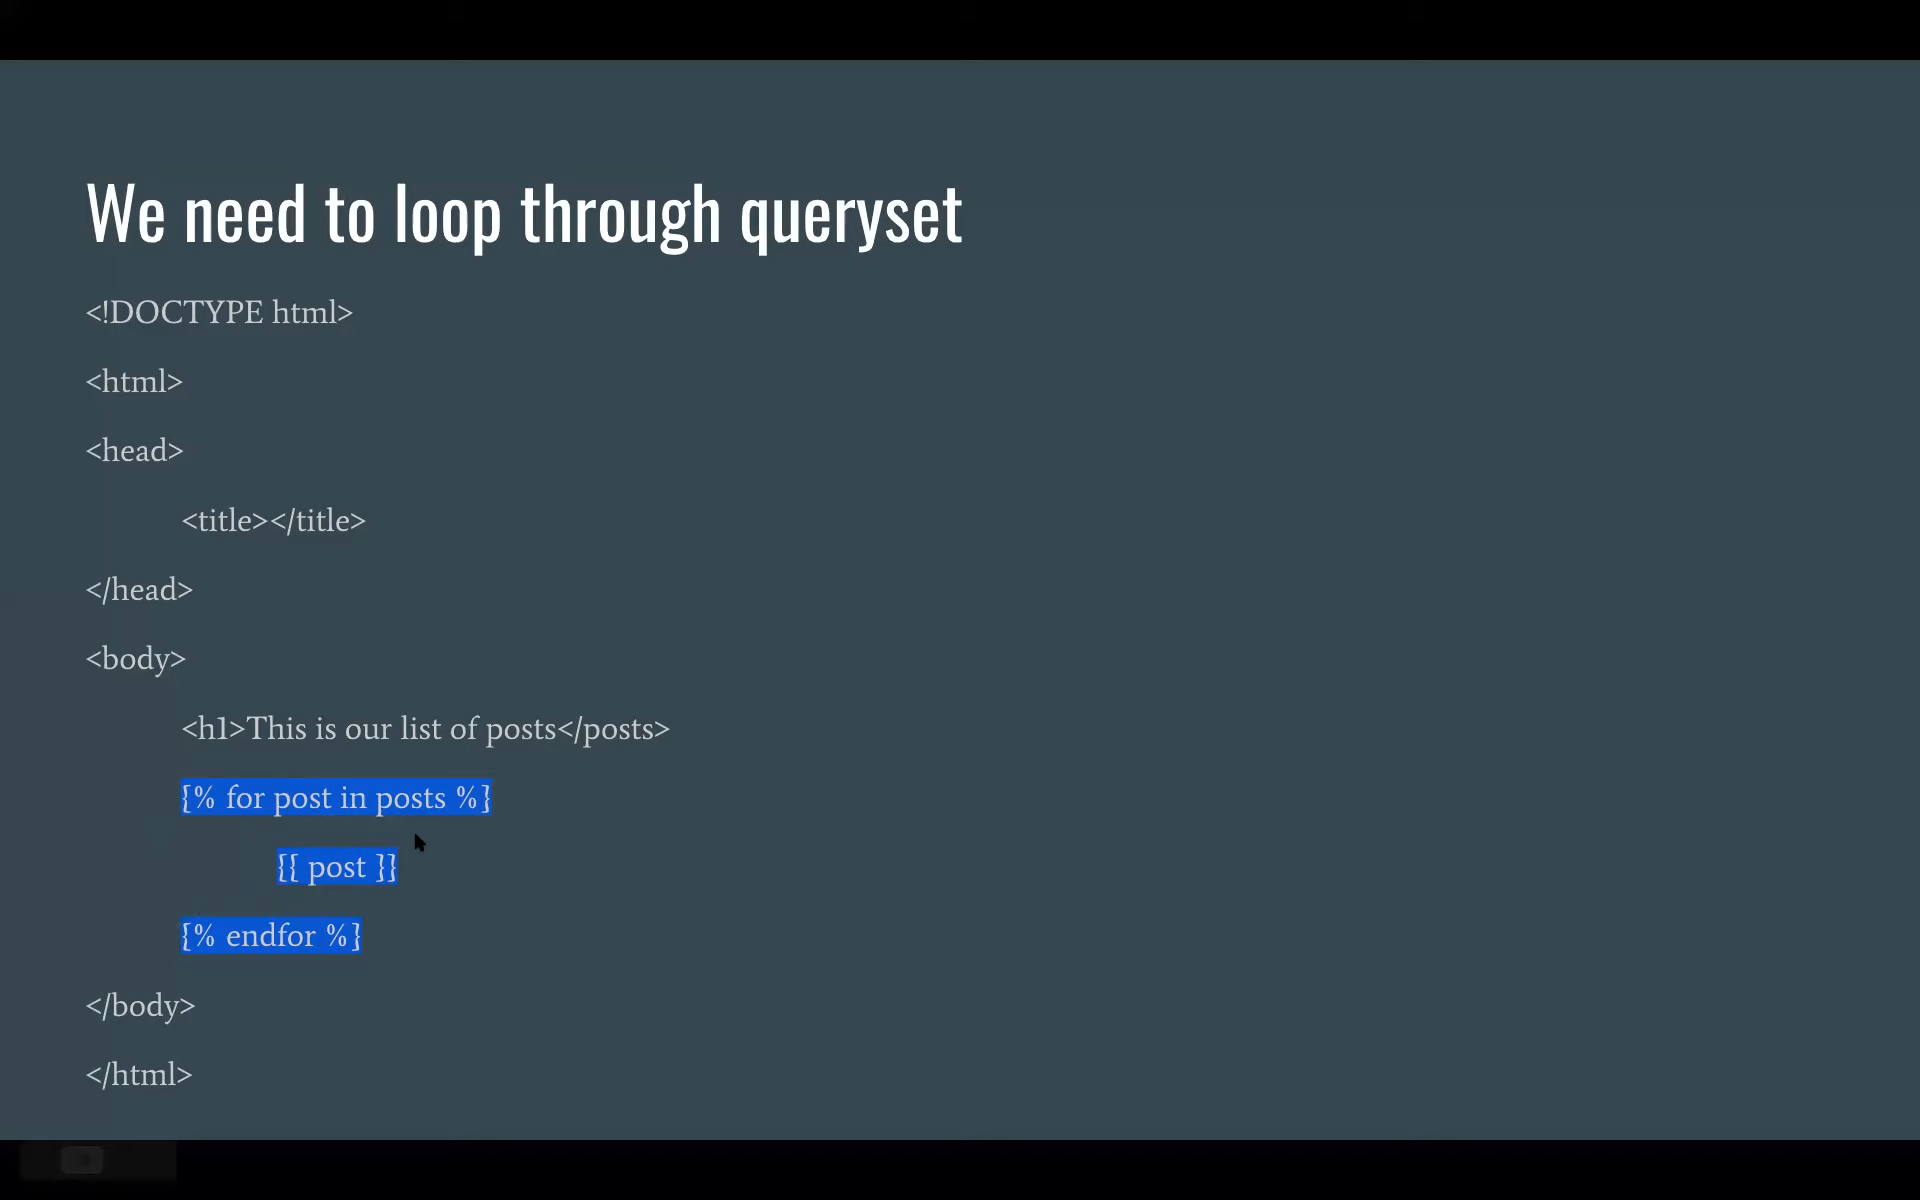 We need to loop through queryset
<!DOCTYPE html>
<html>
<head>
<title></title>
</head>
<body>
<h1>This is our list of posts</posts>
{% for post in posts %}
{{ post }}
{% endfor %}
</body>
</html>